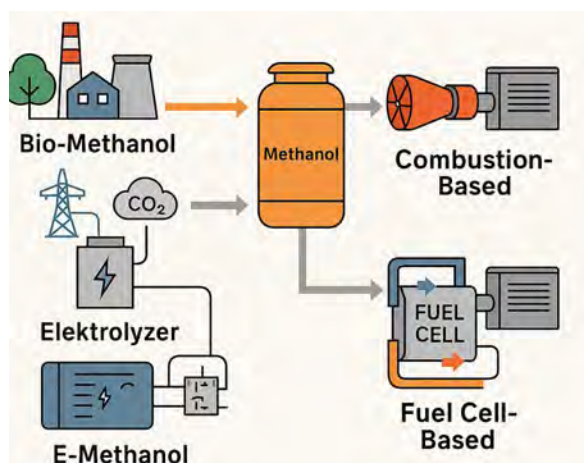 Bio-Methanol
CO₂
Elektrolyzer
E-Methanol
Methanol
Combustion-
Based
FUEL
CELL
Fuel Cell-
Based